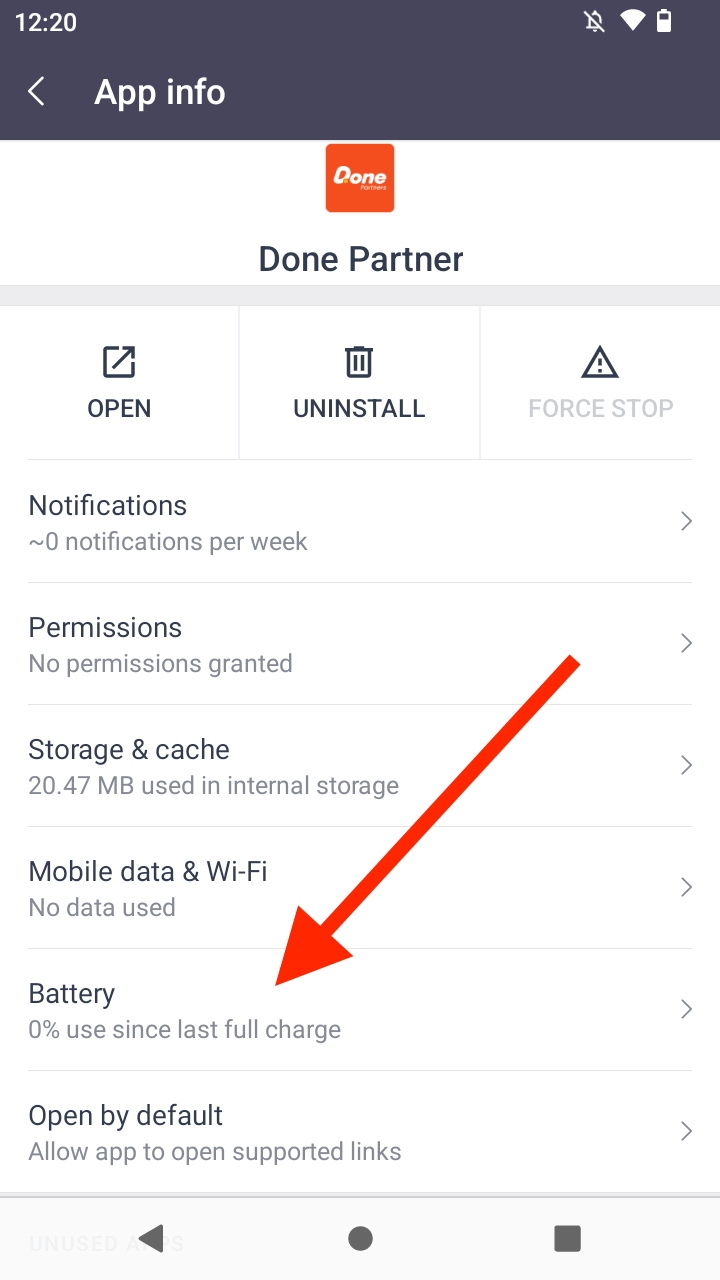 12:20
App info
Done
Partners
Done Partner
OPEN
UNINSTALL
FORCE STOP
Notifications
~0 notifications per week
Permissions
No permissions granted
Storage & cache
20.47 MB used in internal storage
Mobile data & Wi-Fi
No data used
Battery
0% use since last full charge
Open by default
Allow app to open supported links
UNUSED APPS